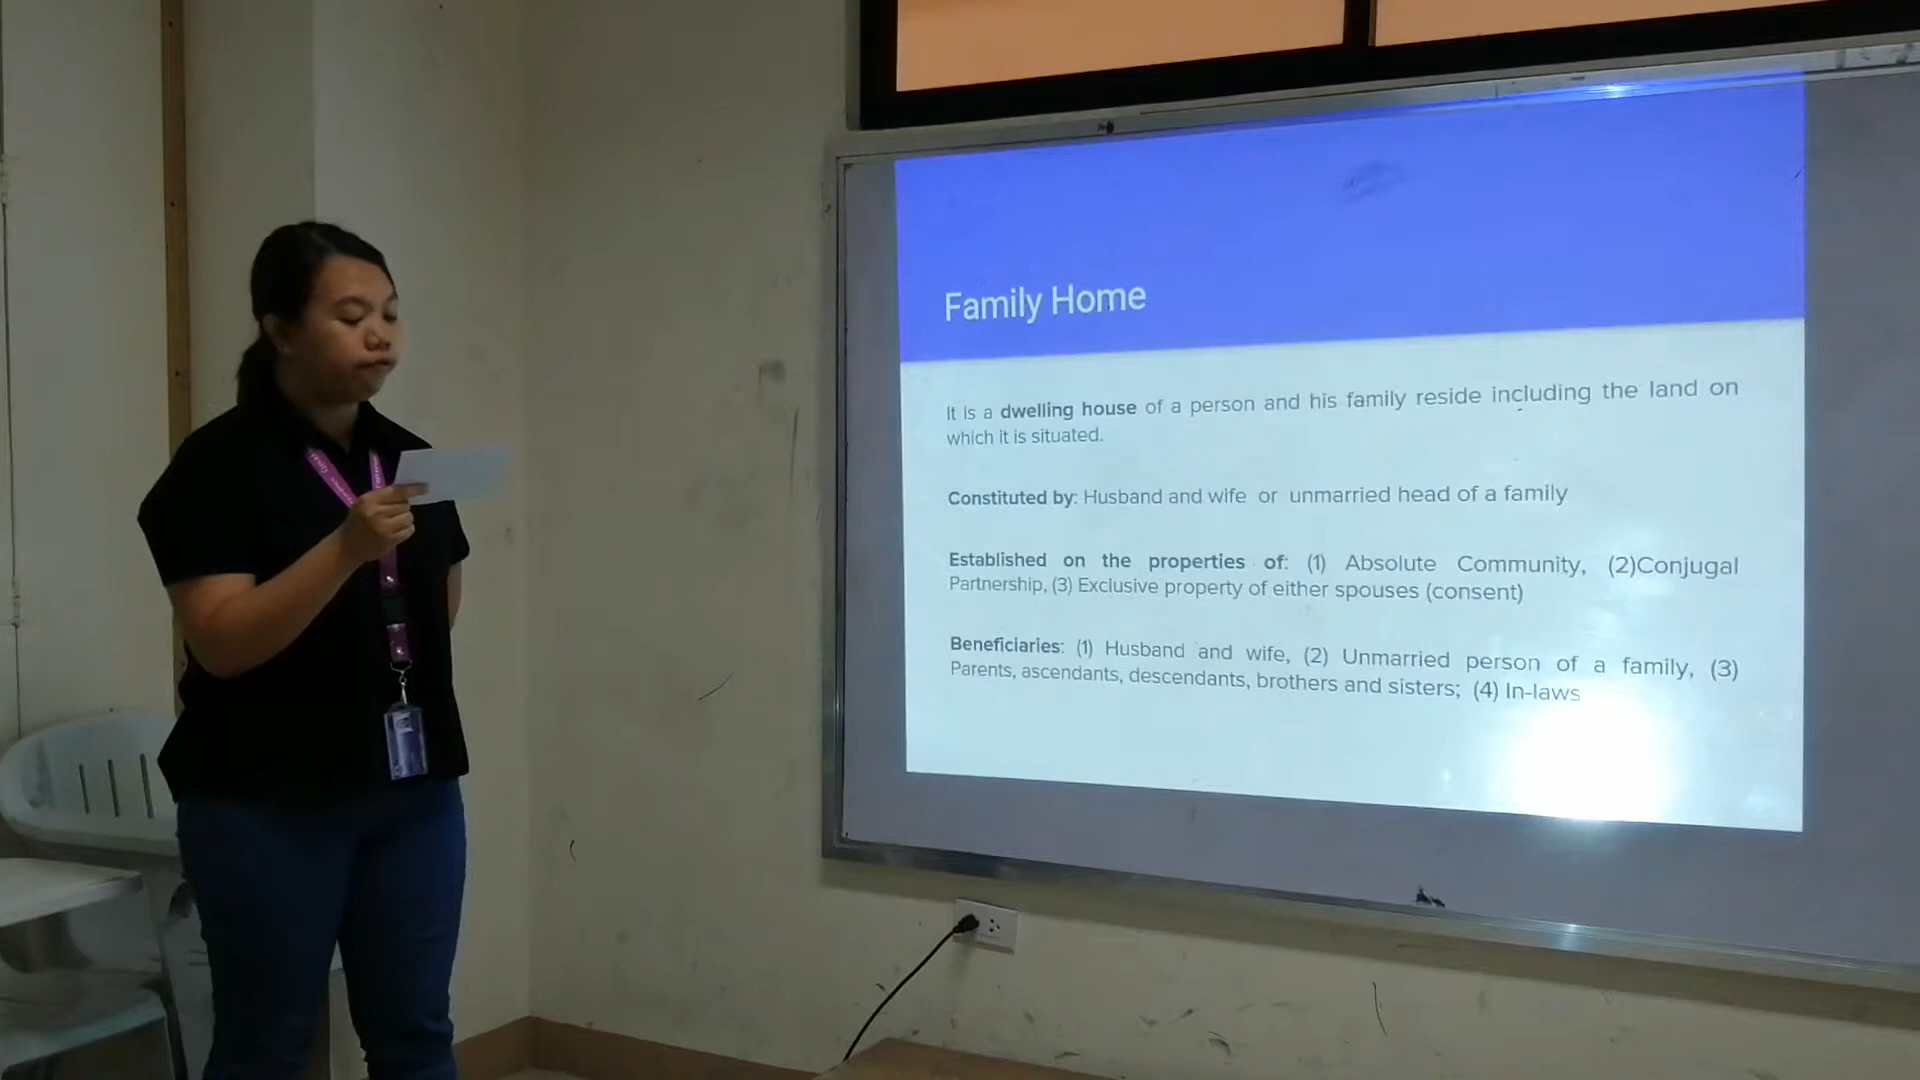 Family Home
It is a dwelling house of a person and his family reside including the land on
which it is situated.
Constituted by: Husband and wife or unmarried head of a family
Established on the properties of: (1) Absolute Community, (2)Conjugal
Partnership, (3) Exclusive property of either spouses (consent)
Beneficiaries: (1) Husband and wife, (2) Unmarried person of a family, (3)
Parents, ascendants, descendants, brothers and sisters; (4) In-laws